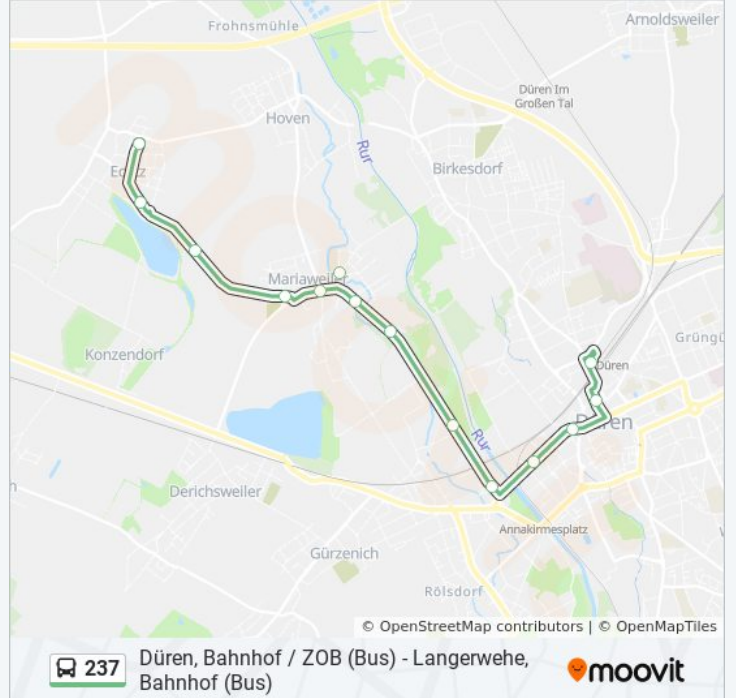 Frohnsmühle
Arnoldsweiler
Düren Im
Großen Tal
Hoven
Rur
Birkesdorf
Mariaweiler
Konzendorf
Düren
Düren
Rur
Derichsweiler
Annakirmesplatz
Gürzenich
Rölsdorf
© OpenStreetMap contributors | © OpenMapTiles
237
Düren, Bahnhof / ZOB (Bus) - Langerwehe,
Bahnhof (Bus)
moovit